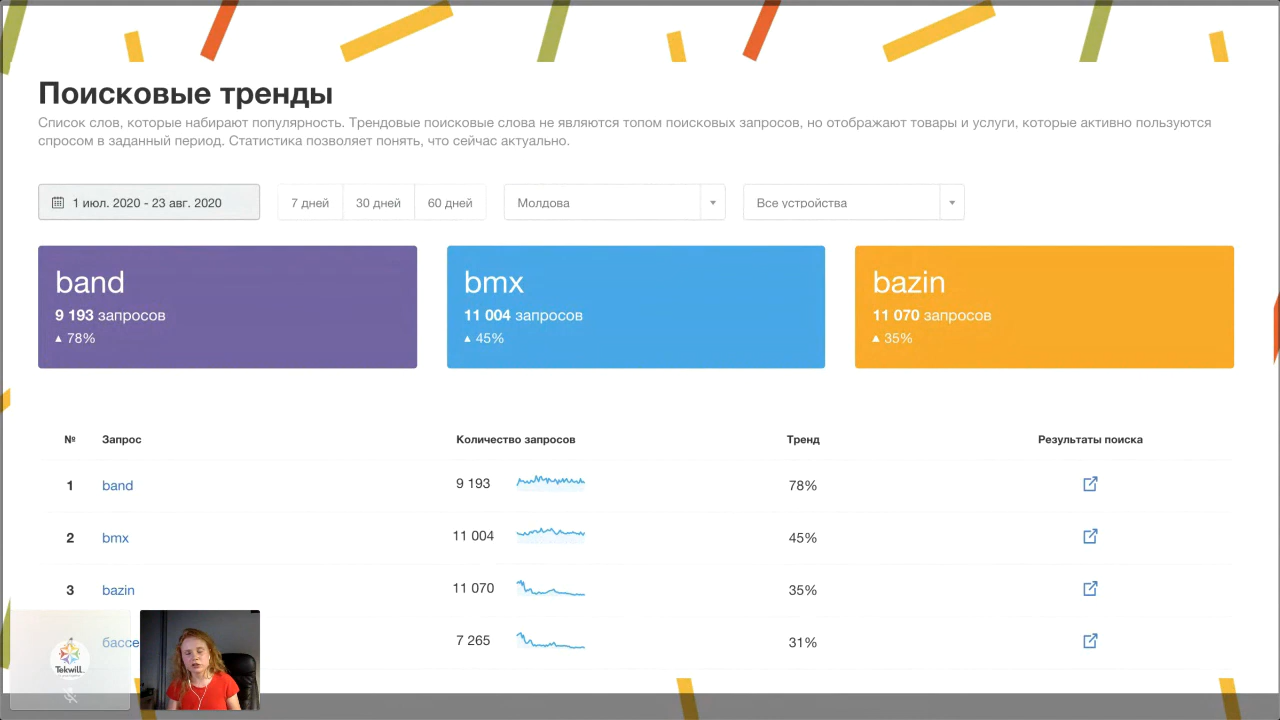 Поисковые тренды
Список слов, которые набирают популярность. Трендовые поисковые слова не являются топом поисковых запросов, но отображают товары и услуги, которые активно пользуются
спросом в заданный период. Статистика позволяет понять, что сейчас актуально.
1 июл. 2020 - 23 авг. 2020 7 дней 30 дней 60 дней Молдова Все устройства
band
9 193 запросов
78%
bmx
11 004 запросов
45%
bazin
11 070 запросов
35%
№ Запрос Количество запросов Тренд Результаты поиска
1 band 9 193 78%
2 bmx 11 004 45%
3 bazin 11 070 35%
бассе 7 265 31%
Tekwill